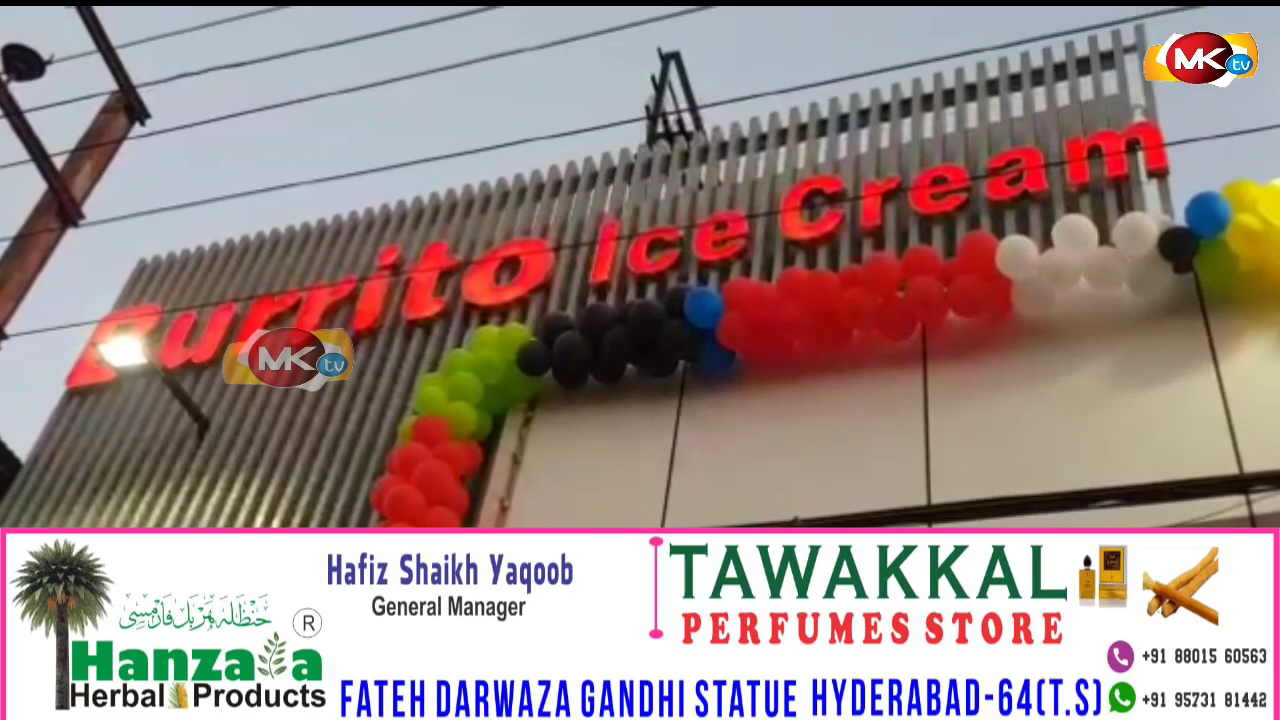 MK tv
Burrito Ice Cream
MK tv
حنظلہ ہربل فارمیسی
®
Hanzala
Herbal Products
Hafiz Shaikh Yaqoob
General Manager
TAWAKKAL
PERFUMES STORE
FATEH DARWAZA GANDHI STATUE HYDERABAD-64(T.S)
+91 88015 60563
+91 95731 81442